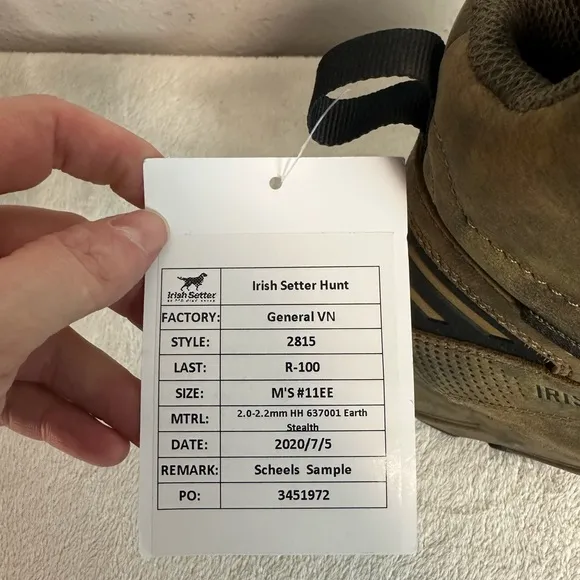 Irish Setter
Irish Setter Hunt
FACTORY: General VN
STYLE: 2815
LAST: R-100
SIZE: M'S #11EE
MTRL: 2.0-2.2mm HH 637001 Earth
Stealth
DATE: 2020/7/5
REMARK: Scheels Sample
PO: 3451972
IRIS